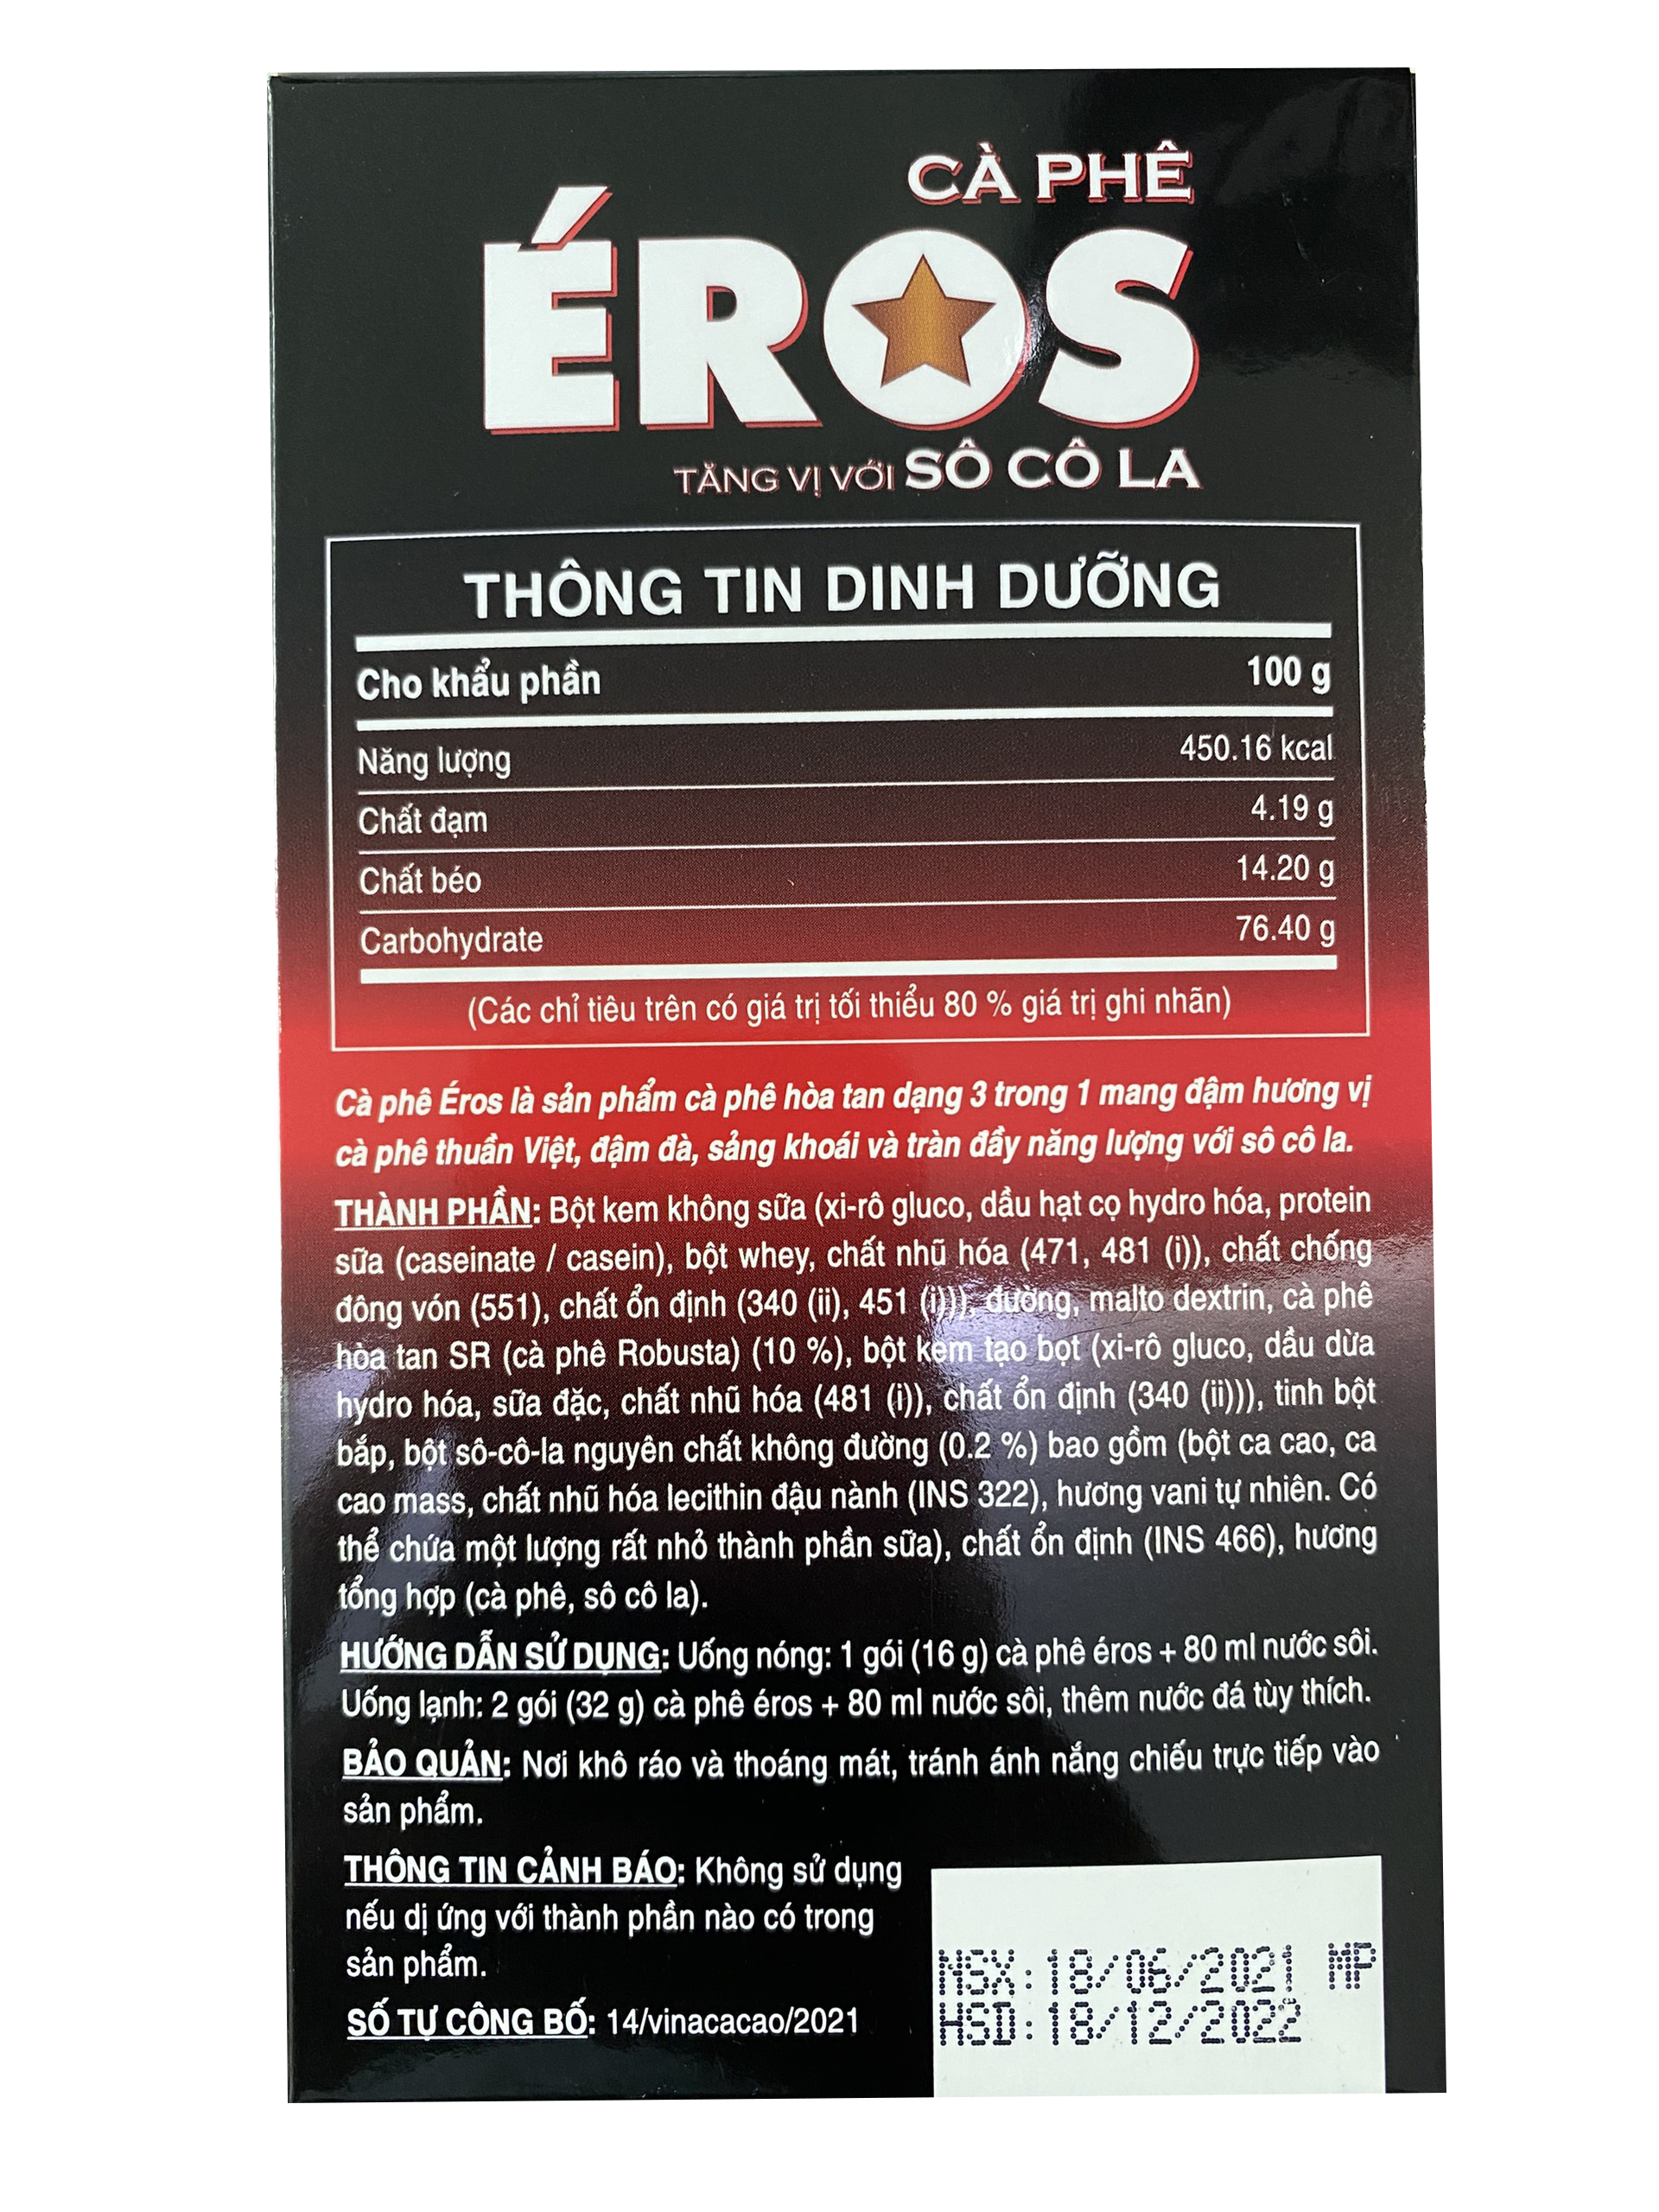 CÀ PHÊ
ÉROS
TĂNG VỊ VỚI SÔ CÔ LA
THÔNG TIN DINH DƯỠNG
Cho khẩu phần 100 g
Năng lượng 450.16 kcal
Chất đạm 4.19 g
Chất béo 14.20 g
Carbohydrate 76.40 g
(Các chỉ tiêu trên có giá trị tối thiểu 80 % giá trị ghi nhãn)
Cà phê Éros là sản phẩm cà phê hòa tan dạng 3 trong 1 mang đậm hương vị
cà phê thuần Việt, đậm đà, sảng khoái và tràn đầy năng lượng với sô cô la.
THÀNH PHẦN: Bột kem không sữa (xi-rô gluco, dầu hạt cọ hydro hóa, protein
sữa (caseinate / casein), bột whey, chất nhũ hóa (471, 481 (i)), chất chống
đông vón (551), chất ổn định (340 (ii), 451 (i))), đường, malto dextrin, cà phê
hòa tan SR (cà phê Robusta) (10 %), bột kem tạo bọt (xi-rô gluco, dầu dừa
hydro hóa, sữa đặc, chất nhũ hóa (481 (i)), chất ổn định (340 (ii))), tinh bột
bắp, bột sô-cô-la nguyên chất không đường (0.2 %) bao gồm (bột ca cao, ca
cao mass, chất nhũ hóa lecithin đậu nành (INS 322), hương vani tự nhiên. Có
thể chứa một lượng rất nhỏ thành phần sữa), chất ổn định (INS 466), hương
tổng hợp (cà phê, sô cô la).
HƯỚNG DẪN SỬ DỤNG: Uống nóng: 1 gói (16 g) cà phê éros + 80 ml nước sôi.
Uống lạnh: 2 gói (32 g) cà phê éros + 80 ml nước sôi, thêm nước đá tùy thích.
BẢO QUẢN: Nơi khô ráo và thoáng mát, tránh ánh nắng chiếu trực tiếp vào
sản phẩm.
THÔNG TIN CẢNH BÁO: Không sử dụng
nếu dị ứng với thành phần nào có trong
sản phẩm.
SỐ TỰ CÔNG BỐ: 14/vinacacao/2021
NSX: 18/06/2021 MP
HSD: 18/12/2022